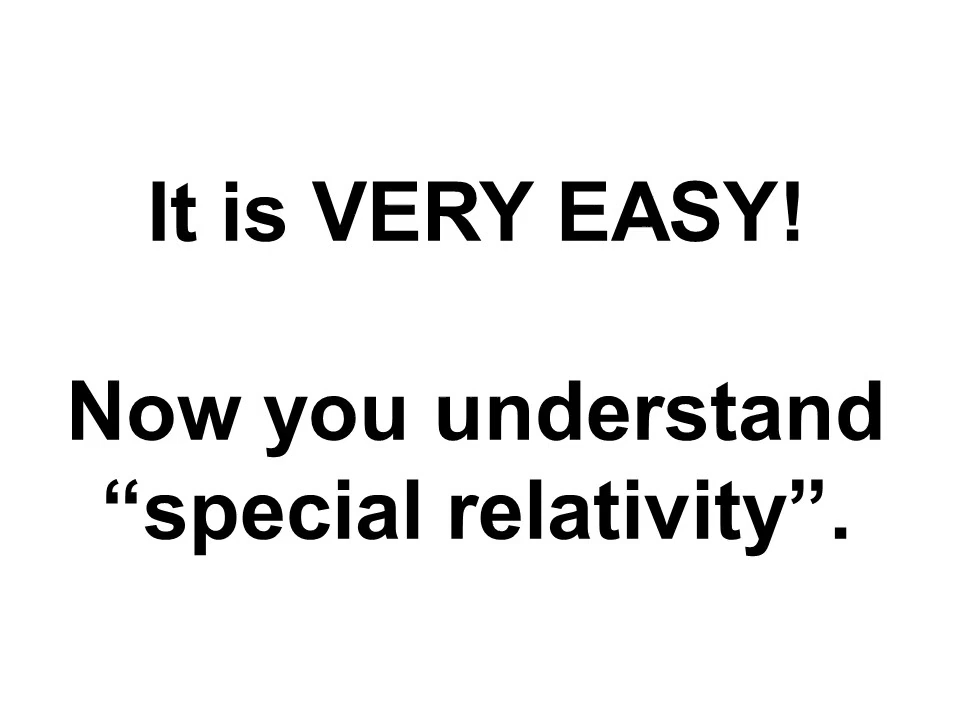 It is VERY EASY!
Now you understand
“special relativity”.